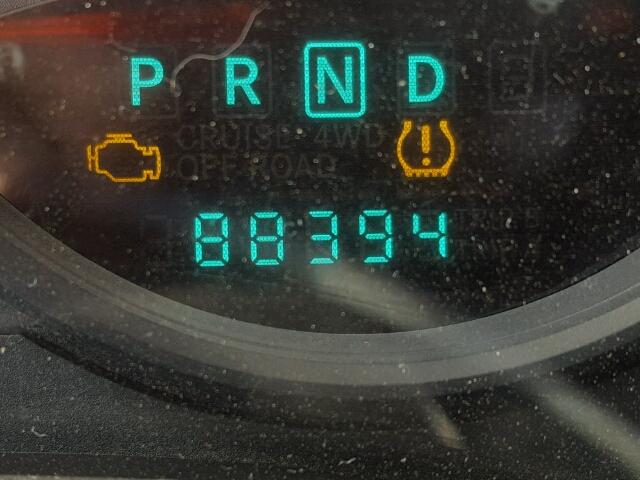 P R N D
CRUISE 4WD
OFF ROAD
88394